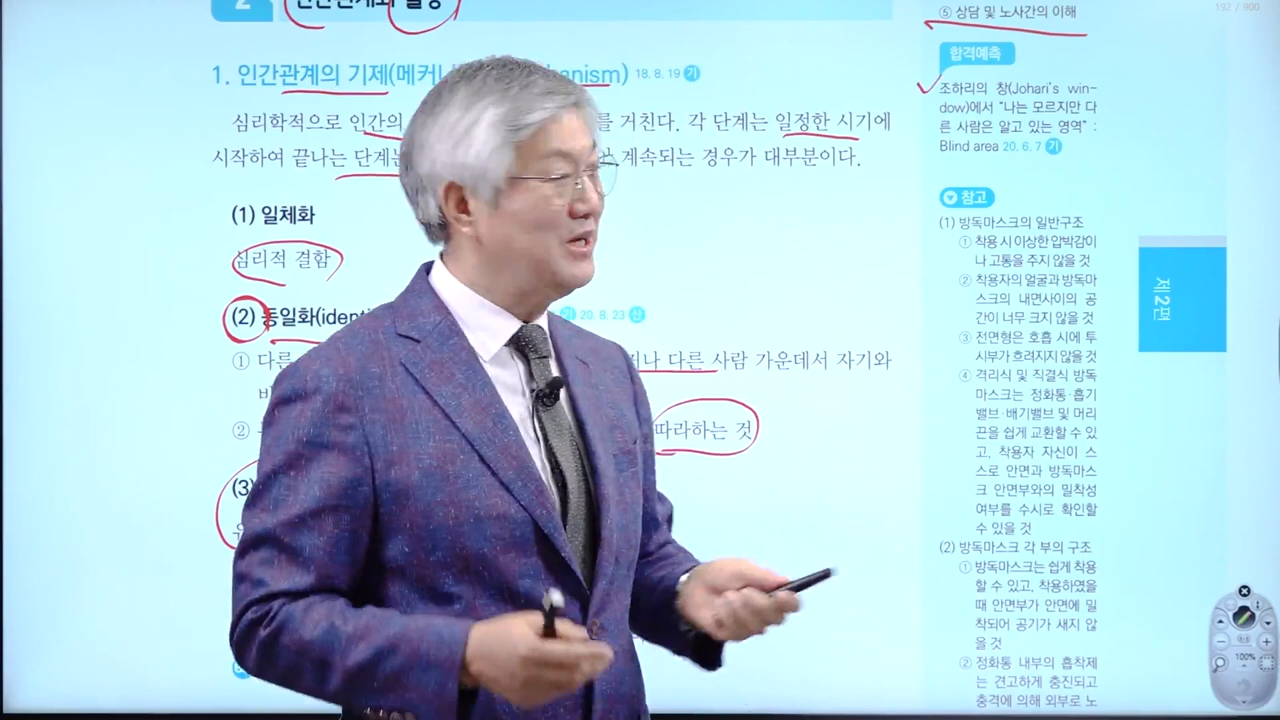 2
1. 인간관계의 기제(메커니 anism) 18. 8. 19 기
심리학적으로 인간의 를 거친다. 각 단계는 일정한 시기에
시작하여 끝나는 단계는 계속되는 경우가 대부분이다.
(1) 일체화
심리적 결함
(2) 동일화(identi 기 20. 8. 23 산
① 다른 거나 다른 사람 가운데서 자기와
② 따라하는 것
(3)
192 / 900
⑤ 상담 및 노사간의 이해
합격예측
조하리의 창(Johari's win-
dow)에서 "나는 모르지만 다
른 사람은 알고 있는 영역" :
Blind area 20. 6. 7 기
참고
(1) 방독마스크의 일반구조
① 착용 시 이상한 압박감이
나 고통을 주지 않을 것
② 착용자의 얼굴과 방독마
스크의 내면사이의 공
간이 너무 크지 않을 것
③ 전면형은 호흡 시에 투
시부가 흐려지지 않을 것
④ 격리식 및 직결식 방독
마스크는 정화통·흡기
밸브·배기밸브 및 머리
끈을 쉽게 교환할 수 있
고, 착용자 자신이 스
스로 안면과 방독마스
크 안면부와의 밀착성
여부를 수시로 확인할
수 있을 것
(2) 방독마스크 각 부의 구조
① 방독마스크는 쉽게 착용
할 수 있고, 착용하였을
때 안면부가 안면에 밀
착되어 공기가 새지 않
을 것
② 정화통 내부의 흡착제
는 견고하게 충진되고
충격에 의해 외부로 노
제2편
100%